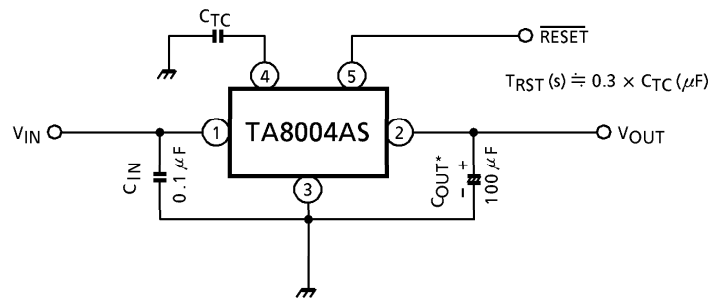 CTC
RESET
4
5
TRST (s) ≒ 0.3 × CTC (μF)
VIN
1
TA8004AS
2
VOUT
CIN
0.1 μF
3
COUT*
+
−
100 μF